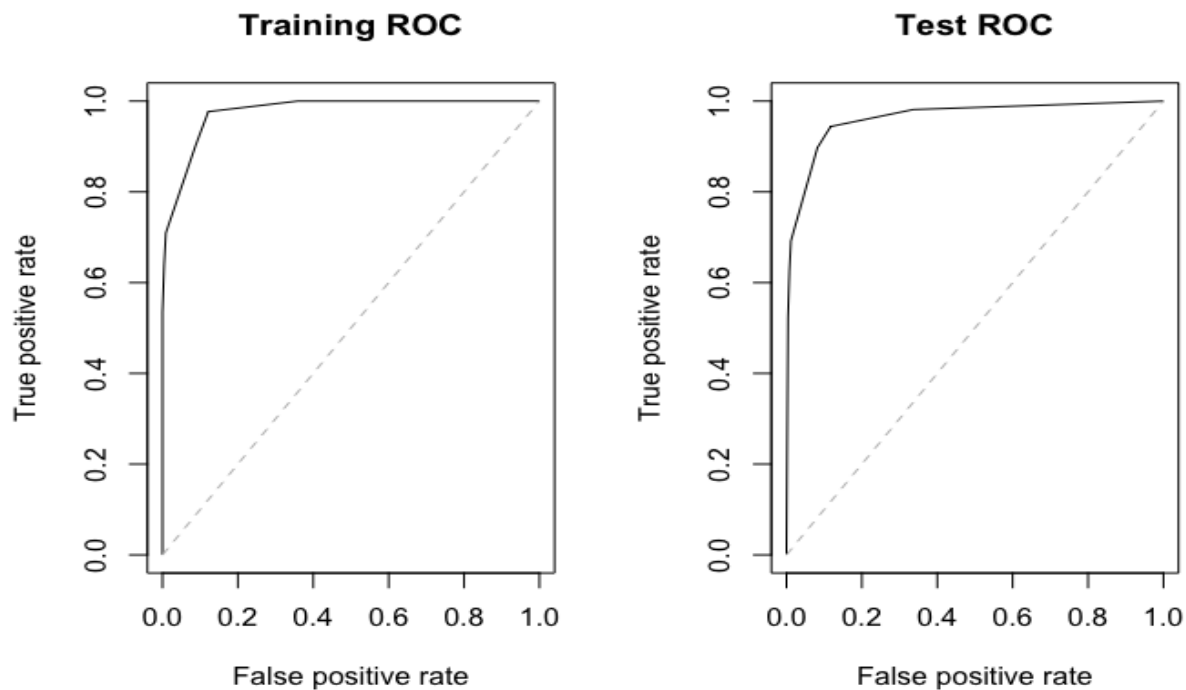 Training ROC
True positive rate
1.0
0.8
0.6
0.4
0.2
0.0
0.0 0.2 0.4 0.6 0.8 1.0
False positive rate
Test ROC
True positive rate
1.0
0.8
0.6
0.4
0.2
0.0
0.0 0.2 0.4 0.6 0.8 1.0
False positive rate